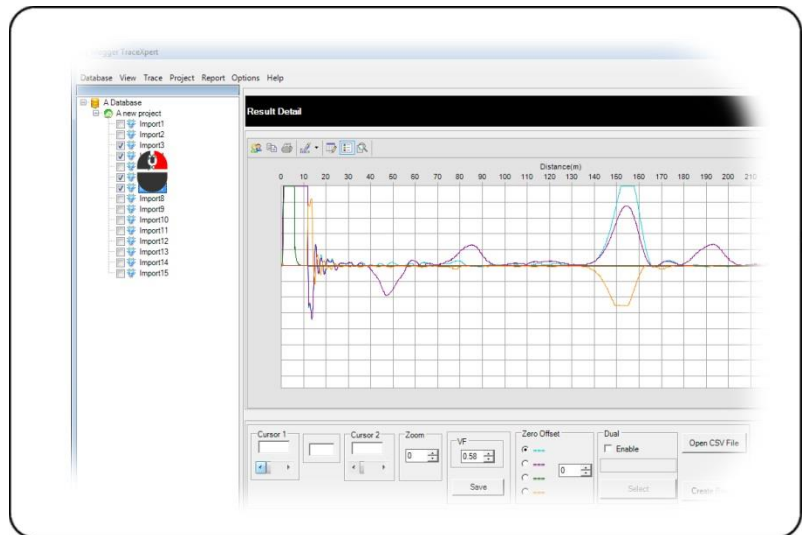 TraceXpert
Database View Trace Project Report Options Help
A Database
A new project
Import1
Import2
Import3
Import8
Import9
Import10
Import11
Import12
Import13
Import14
Import15
Result Detail
Distance(m)
0 10 20 30 40 50 60 70 80 90 100 110 120 130 140 150 160 170 180 190 200 210
Cursor 1
Cursor 2
Zoom
0
VF
0.58
Save
Zero Offset
0
Dual
Enable
Select
Open CSV File
Create